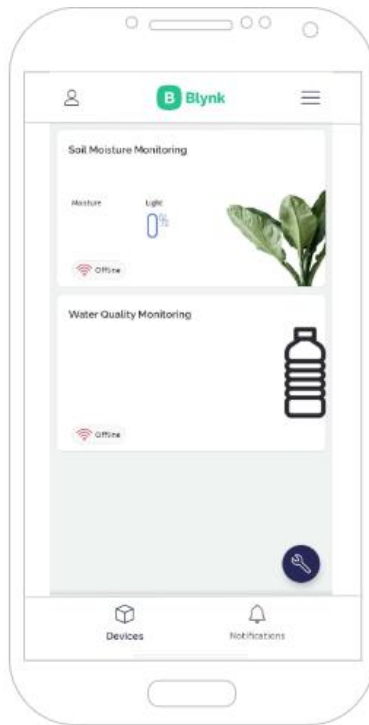 B Blynk
Soil Moisture Monitoring
Moisture Light
0%
Offline
Water Quality Monitoring
Offline
Devices Notifications